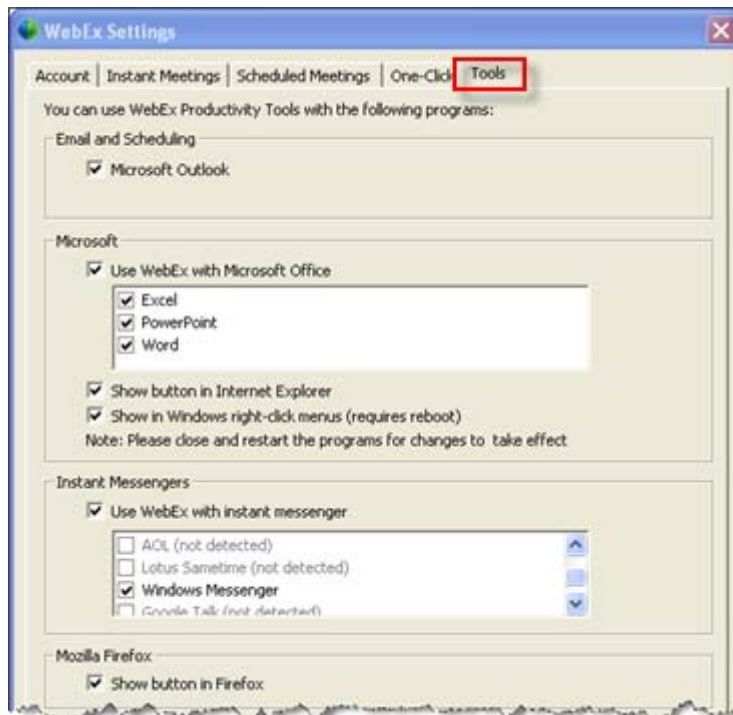 WebEx Settings
Account Instant Meetings Scheduled Meetings One-Click Tools
You can use WebEx Productivity Tools with the following programs:
Email and Scheduling
Microsoft Outlook
Microsoft
Use WebEx with Microsoft Office
Excel
PowerPoint
Word
Show button in Internet Explorer
Show in Windows right-click menus (requires reboot)
Note: Please close and restart the programs for changes to take effect
Instant Messengers
Use WebEx with instant messenger
AOL (not detected)
Lotus Sametime (not detected)
Windows Messenger
Google Talk (not detected)
Mozilla Firefox
Show button in Firefox